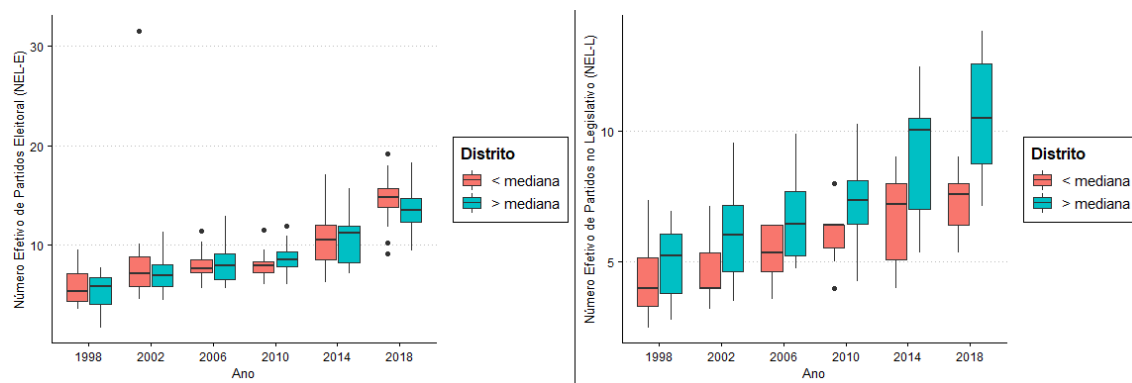 Número Efetivo de Partidos Eleitoral (NEL-E)
30
20
10
1998 2002 2006 2010 2014 2018
Ano
Distrito
< mediana
> mediana
Número Efetivo de Partidos no Legislativo (NEL-L)
10
5
1998 2002 2006 2010 2014 2018
Ano
Distrito
< mediana
> mediana